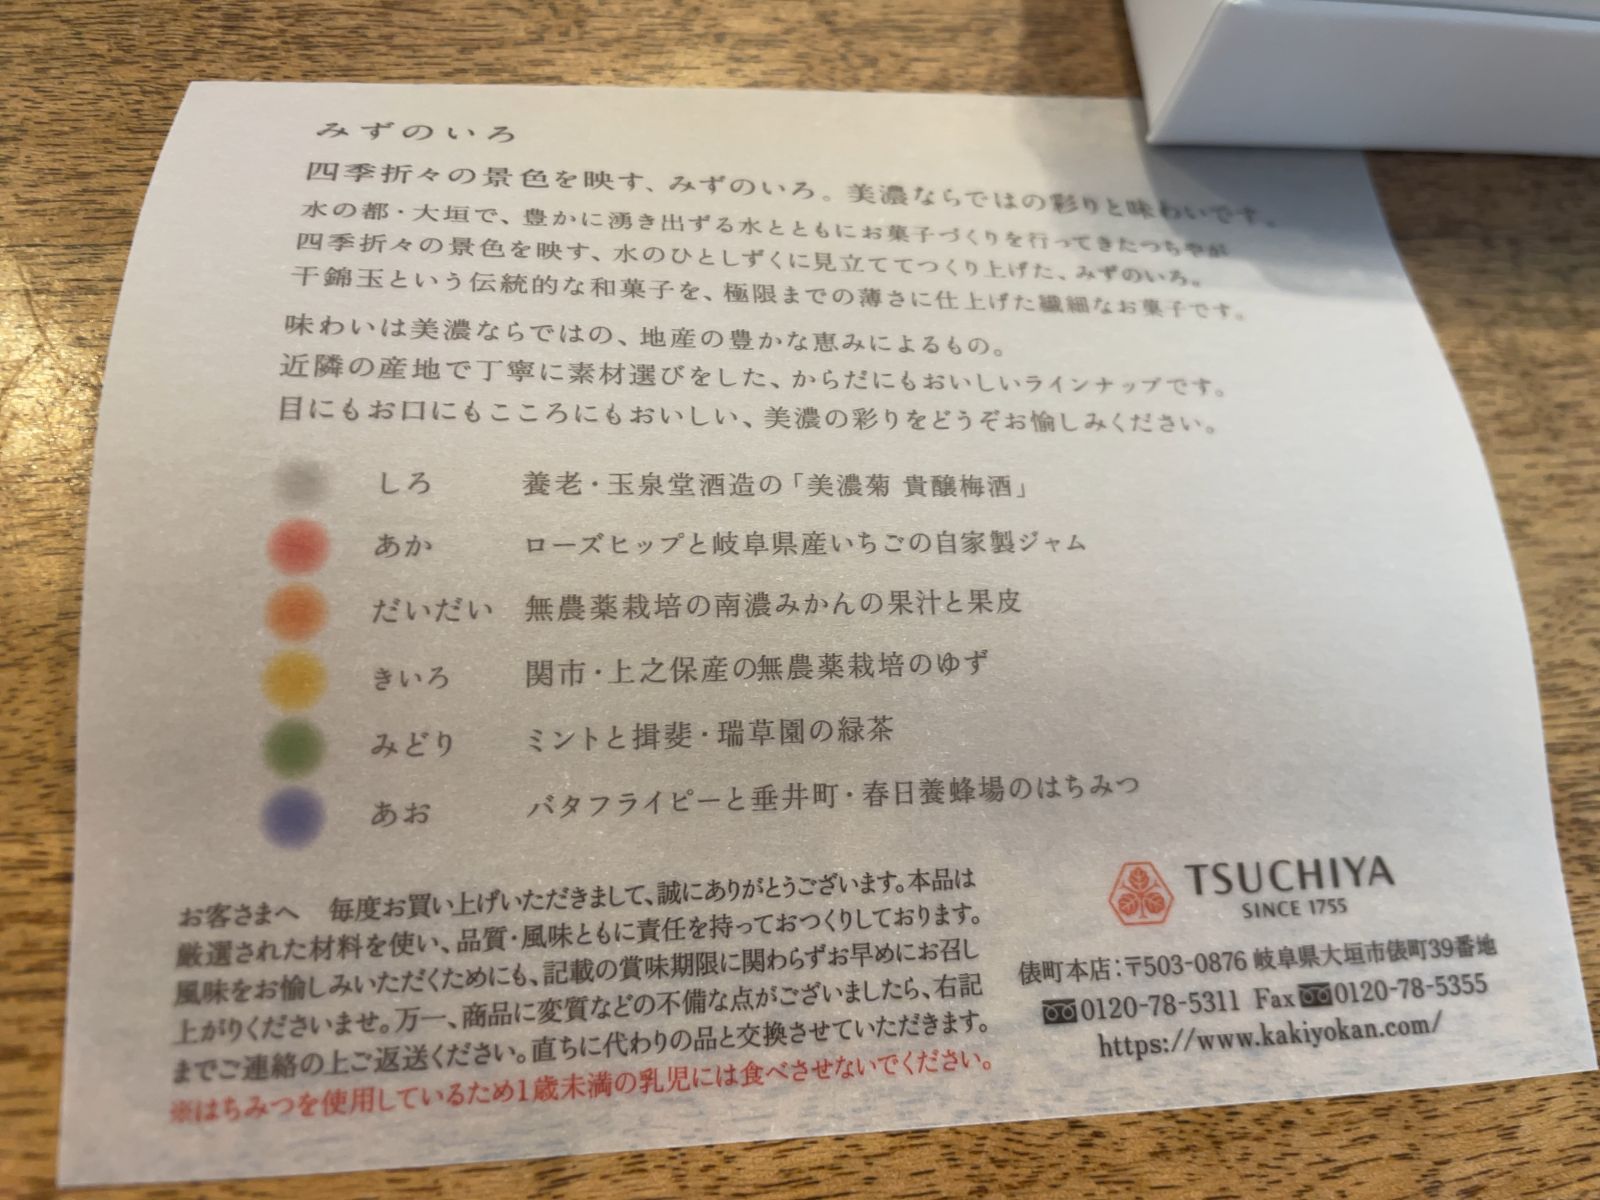 みずのいろ
四季折々の景色を映す、みずのいろ。美濃ならではの彩りと味わいです。
水の都・大垣で、豊かに湧き出ずる水とともにお菓子づくりを行ってきたつちやが
四季折々の景色を映す、水のひとしずくに見立ててつくり上げた、みずのいろ。
干錦玉という伝統的な和菓子を、極限までの薄さに仕上げた繊細なお菓子です。
味わいは美濃ならではの、地産の豊かな恵みによるもの。
近隣の産地で丁寧に素材選びをした、からだにもおいしいラインナップです。
目にもお口にもこころにもおいしい、美濃の彩りをどうぞお愉しみください。
しろ 養老・玉泉堂酒造の「美濃菊 貴醸梅酒」
あか ローズヒップと岐阜県産いちごの自家製ジャム
だいだい 無農薬栽培の南濃みかんの果汁と果皮
きいろ 関市・上之保産の無農薬栽培のゆず
みどり ミントと揖斐・瑞草園の緑茶
あお バタフライピーと垂井町・春日養蜂場のはちみつ
お客さまへ 毎度お買い上げいただきまして、誠にありがとうございます。本品は
厳選された材料を使い、品質・風味ともに責任を持っておつくりしております。
風味をお愉しみいただくためにも、記載の賞味期限に関わらずお早めにお召し
上がりくださいませ。万一、商品に変質などの不備な点がございましたら、右記
までご連絡の上ご返送ください。直ちに代わりの品と交換させていただきます。
※はちみつを使用しているため1歳未満の乳児には食べさせないでください。
TSUCHIYA
SINCE 1755
俵町本店：〒503-0876 岐阜県大垣市俵町39番地
0120-78-5311 Fax 0120-78-5355
https://www.kakiyokan.com/